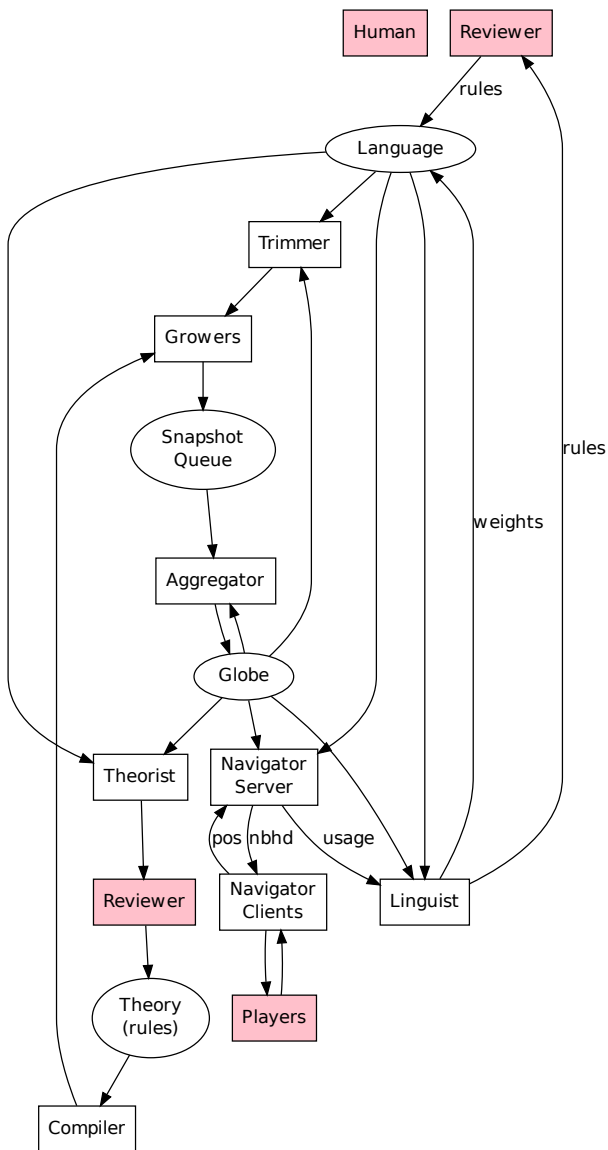 Human
Reviewer
rules
Language
Trimmer
Growers
Snapshot
Queue
rules
weights
Aggregator
Globe
Theorist
Navigator
Server
pos
nbhd
usage
Reviewer
Navigator
Clients
Linguist
Theory
(rules)
Players
Compiler